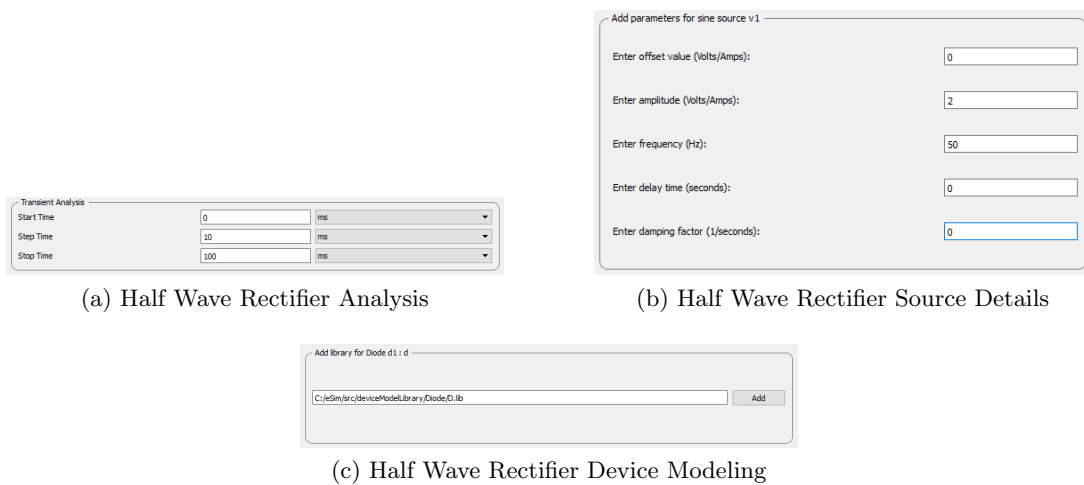 Transient Analysis
Start Time 0 ms
Step Time 10 ms
Stop Time 100 ms
(a) Half Wave Rectifier Analysis
Add parameters for sine source v1
Enter offset value (Volts/Amps): 0
Enter amplitude (Volts/Amps): 2
Enter frequency (Hz): 50
Enter delay time (seconds): 0
Enter damping factor (1/seconds): 0
(b) Half Wave Rectifier Source Details
Add library for Diode d1 : d
C:/eSim/src/deviceModelLibrary/Diode/D.lib Add
(c) Half Wave Rectifier Device Modeling